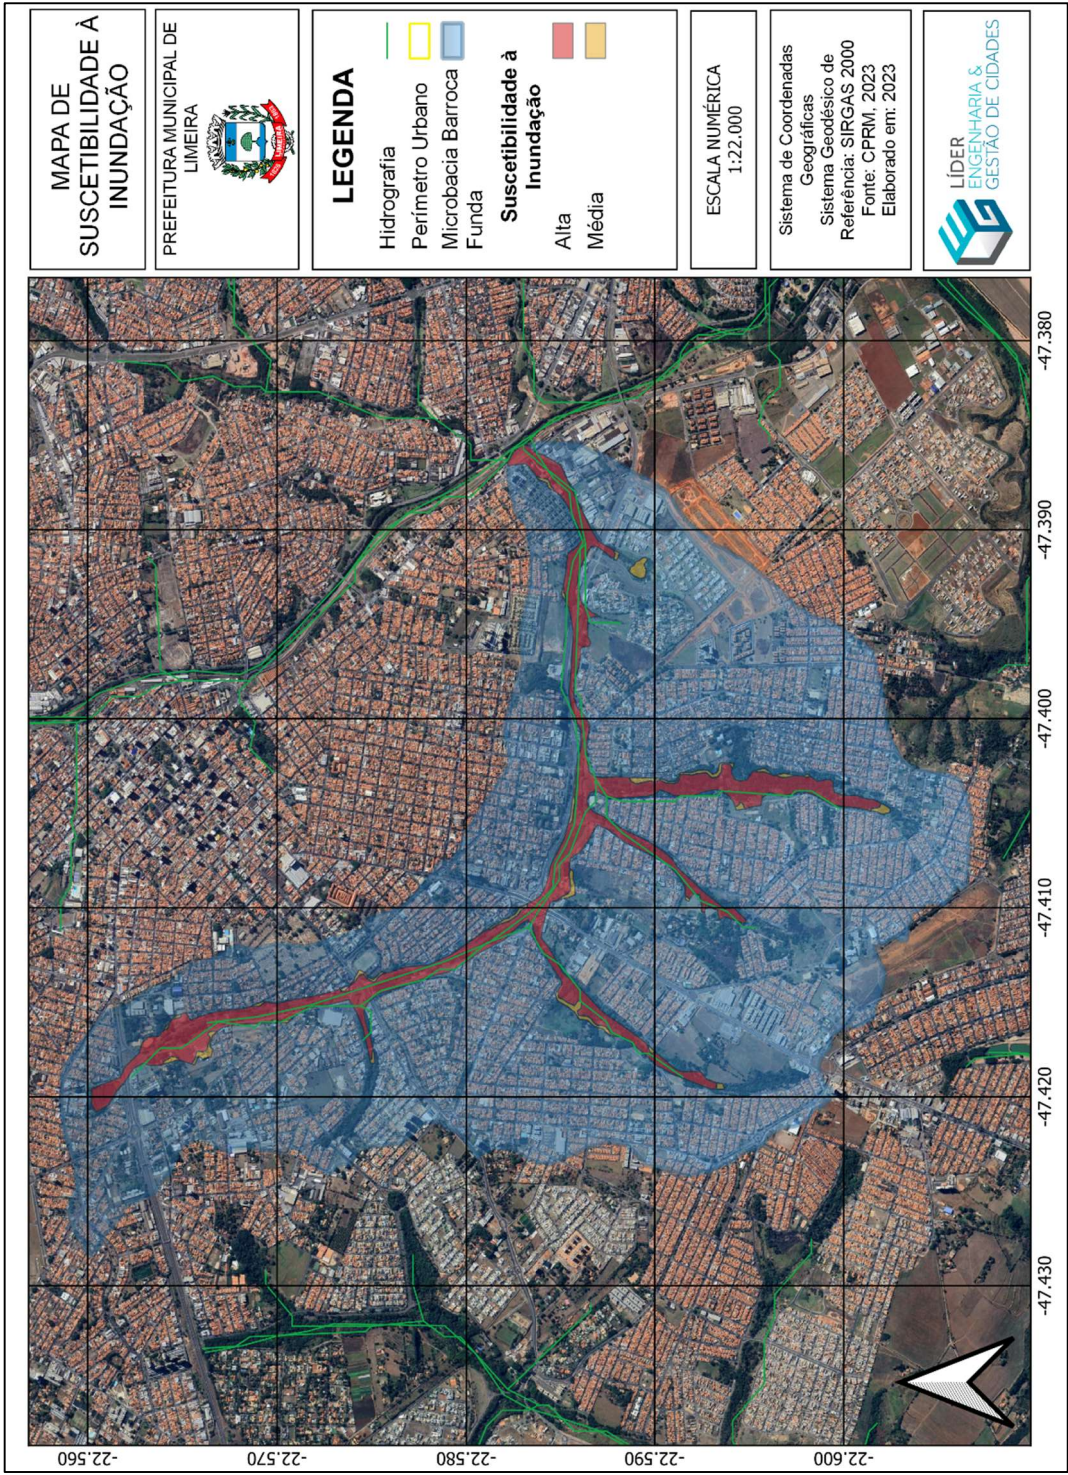 MAPA DE
SUSCETIBILIDADE À
INUNDAÇÃO
PREFEITURA MUNICIPAL DE
LIMEIRA
LEGENDA
Hidrografia
Perímetro Urbano
Microbacia Barroca
Funda
Suscetibilidade à
Inundação
Alta
Média
ESCALA NUMÉRICA
1:22.000
Sistema de Coordenadas
Geográficas
Sistema Geodésico de
Referência: SIRGAS 2000
Fonte: CPRM, 2023
Elaborado em: 2023
LÍDER
ENGENHARIA &
GESTÃO DE CIDADES
-47.430
-47.420
-47.410
-47.400
-47.390
-47.380
-22.560
-22.570
-22.580
-22.590
-22.600